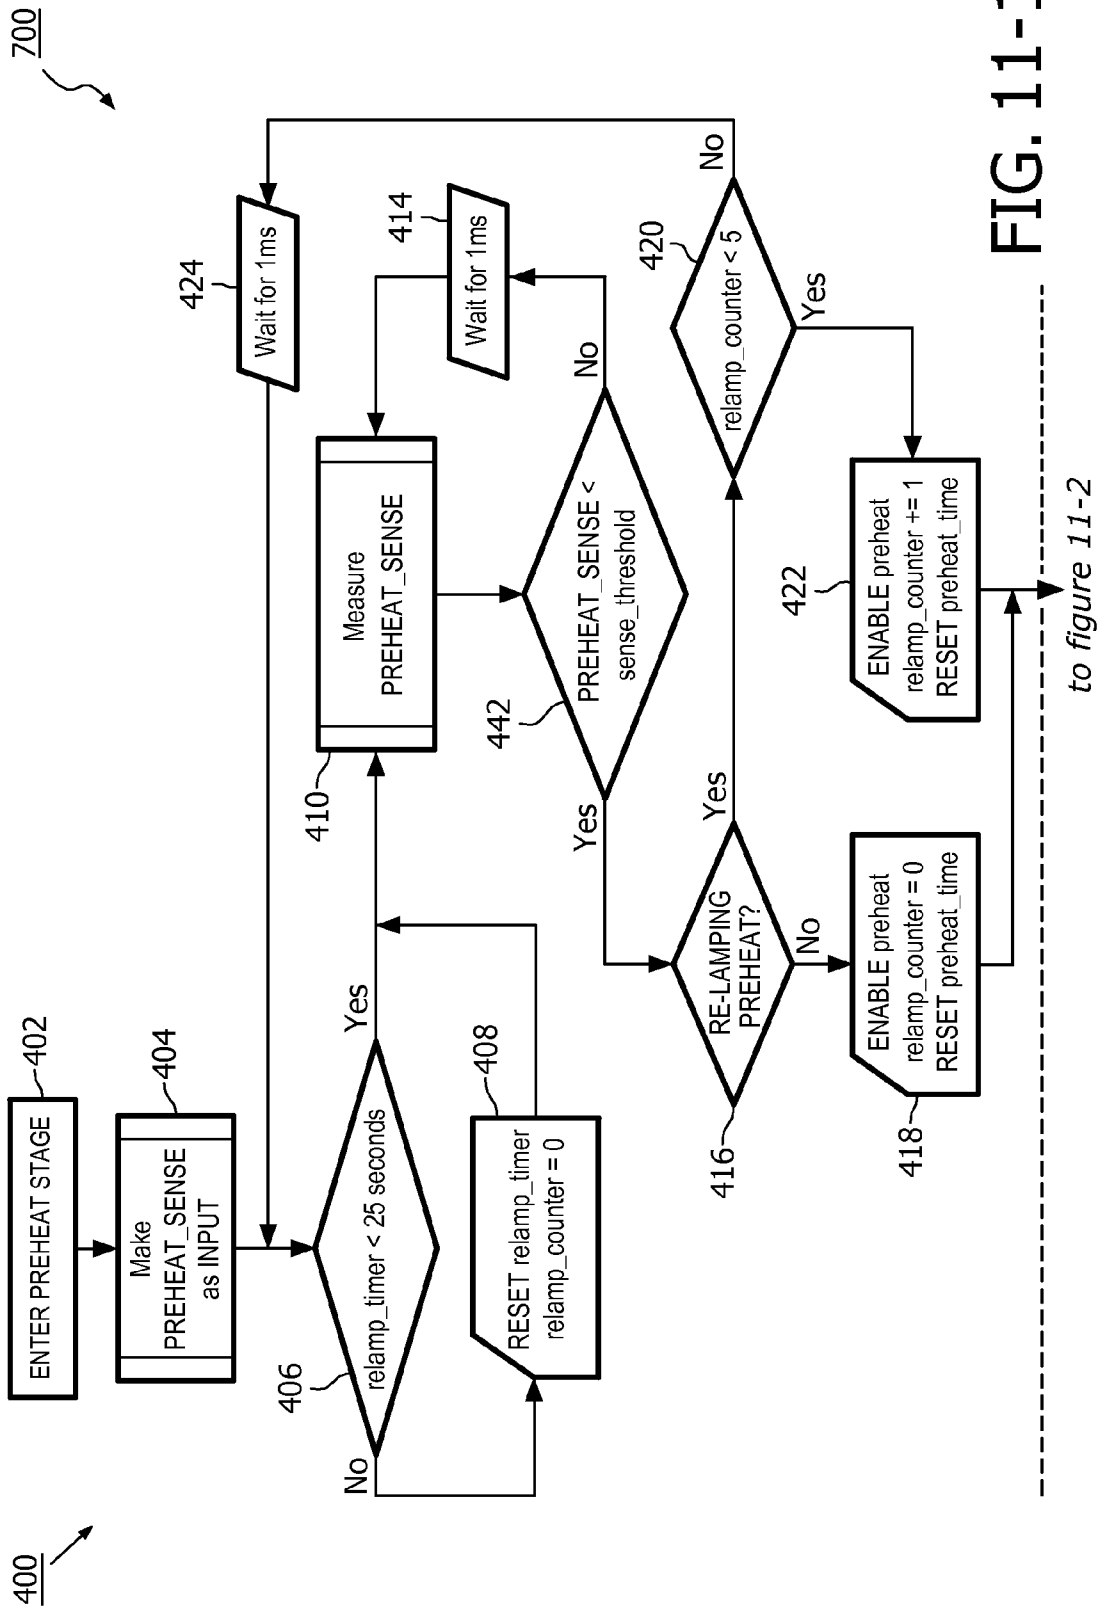 400
700
ENTER PREHEAT STAGE
402
Make
PREHEAT_SENSE
as INPUT
404
relamp_timer < 25 seconds
406
Yes
No
RESET relamp_timer
relamp_counter = 0
408
Measure
PREHEAT_SENSE
410
Wait for 1ms
424
Wait for 1ms
414
PREHEAT_SENSE <
sense_threshold
442
Yes
No
RE-LAMPING
PREHEAT?
416
Yes
No
relamp_counter < 5
420
No
Yes
ENABLE preheat
relamp_counter = 0
RESET preheat_time
418
ENABLE preheat
relamp_counter += 1
RESET preheat_time
422
to figure 11-2
FIG. 11-1